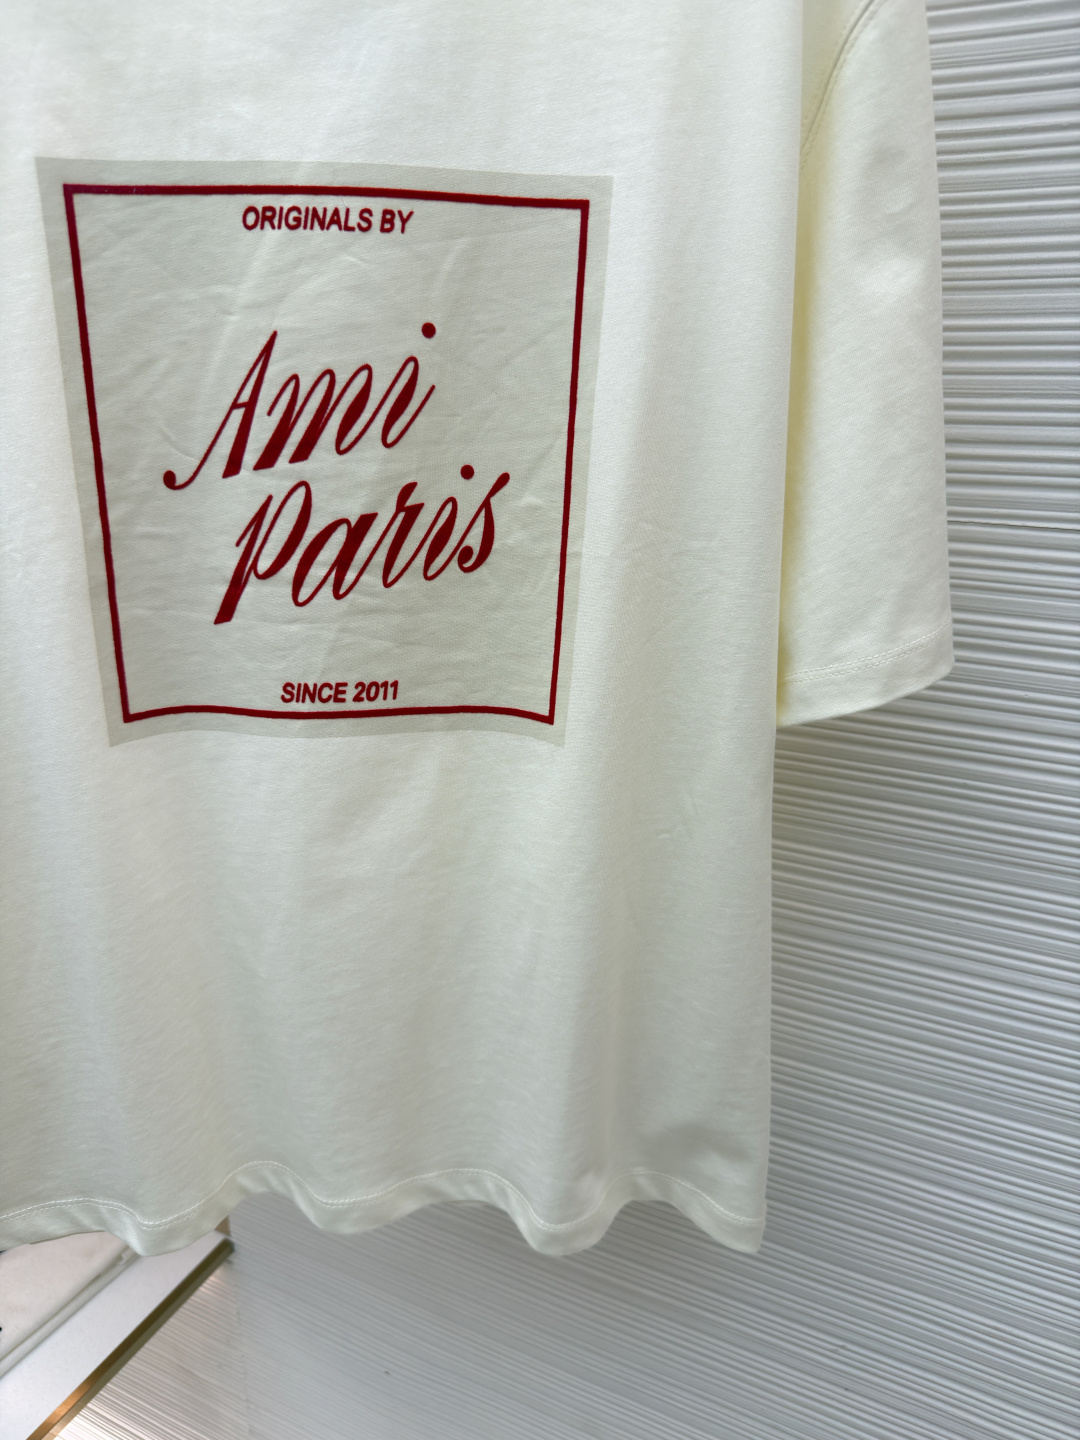 ORIGINALS BY
Ami
Paris
SINCE 2011